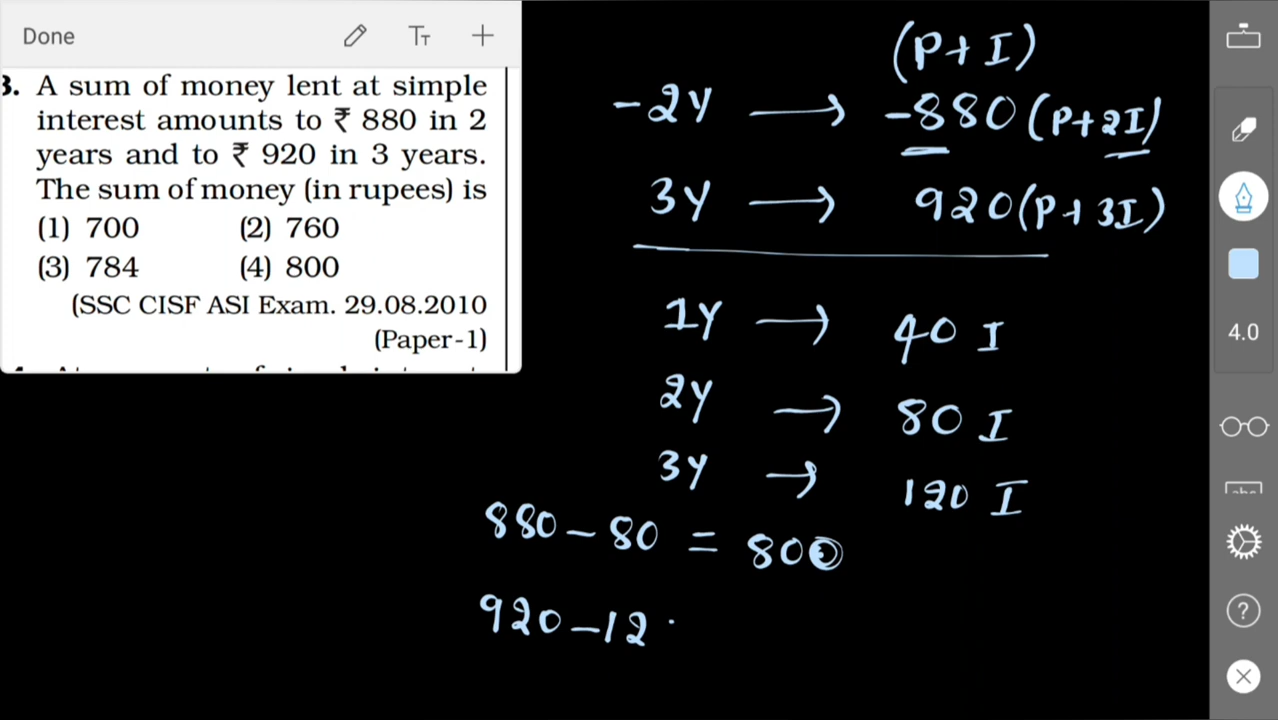 Done Tт +
3. A sum of money lent at simple
interest amounts to ₹ 880 in 2
years and to ₹ 920 in 3 years.
The sum of money (in rupees) is
(1) 700 (2) 760
(3) 784 (4) 800
(SSC CISF ASI Exam. 29.08.2010
(Paper-1)
(P+I)
-2Y → -880(P+2I)
3Y → 920(P+3I)
1Y → 40 I
2Y → 80 I
3Y → 120 I
880-80 = 800
920-12
4.0
?